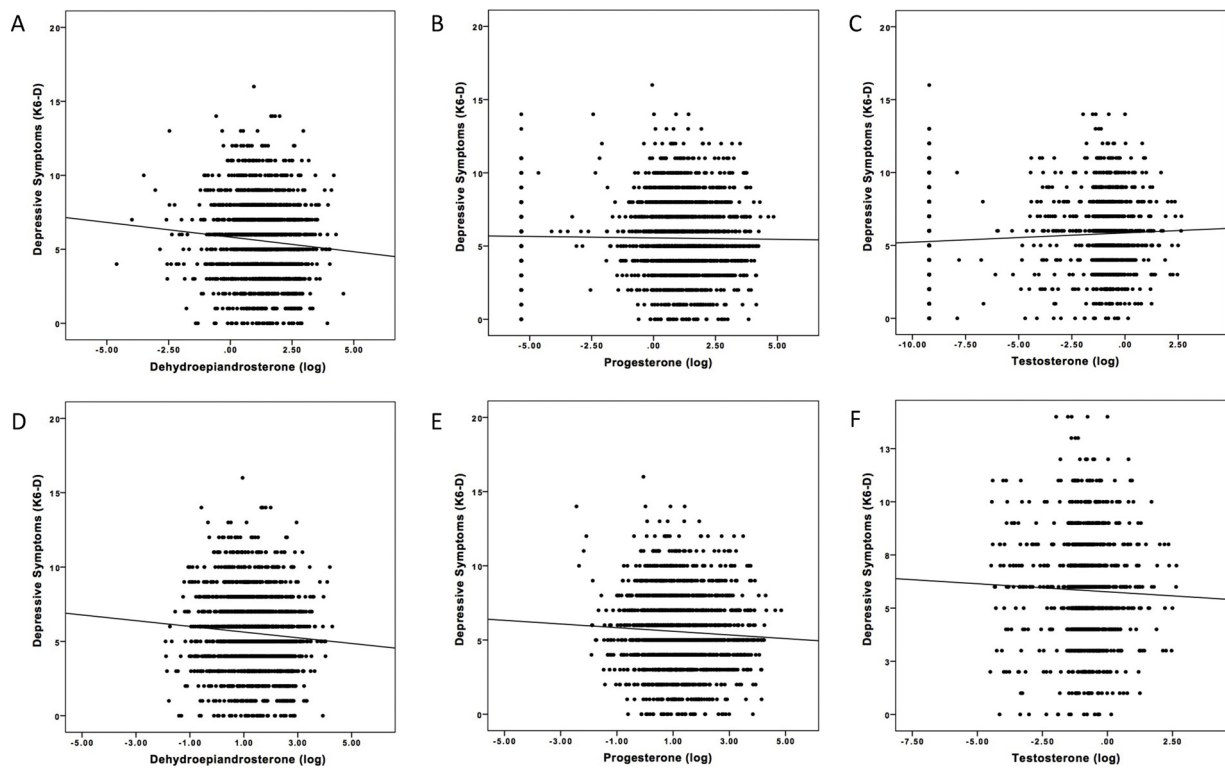 A
Depressive Symptoms (K6-D)
20
15
10
5
0
-5.00 .00 2.50 5.00
Dehydroepiandrosterone (log)
B
Depressive Symptoms (K6-D)
20
15
10
5
0
-5.00 -2.50 .00 2.50 5.00
Progesterone (log)
C
Depressive Symptoms (K6-D)
20
15
10
5
0
-10.00 -7.50 -5.00 -2.50 .00 2.50
Testosterone (log)
D
Depressive Symptoms (K6-D)
20
15
10
5
0
-5.00 -3.00 -1.00 1.00 3.00 5.00
Dehydroepiandrosterone (log)
E
Depressive Symptoms (K6-D)
20
15
10
5
0
-5.00 -3.00 -1.00 1.00 3.00 5.00
Progesterone (log)
F
Depressive Symptoms (K6-D)
13
10
8
5
3
0
-7.50 -5.00 -2.50 .00 2.50
Testosterone (log)